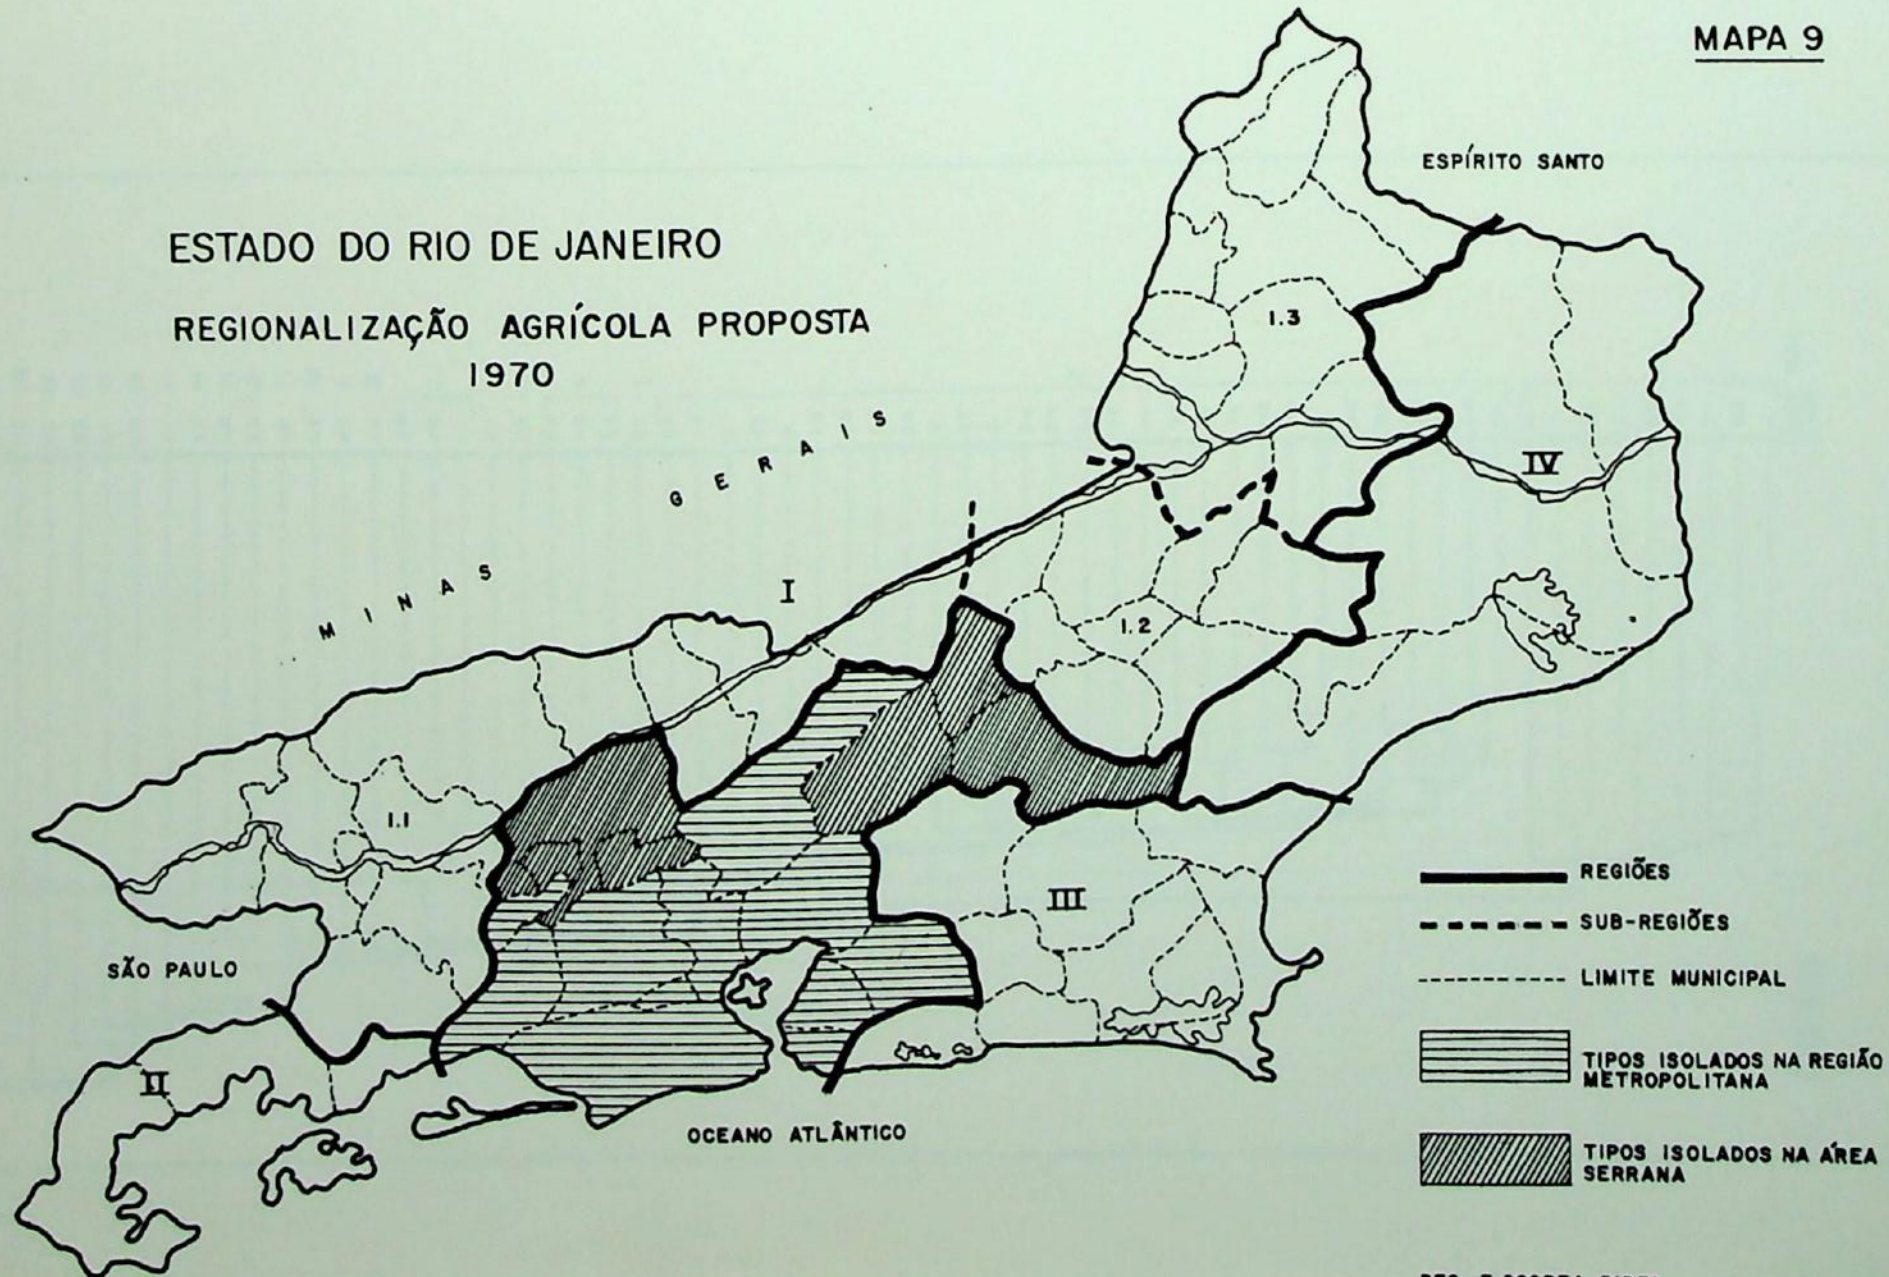 MAPA 9
ESPÍRITO SANTO
ESTADO DO RIO DE JANEIRO
REGIONALIZAÇÃO AGRÍCOLA PROPOSTA
1970
MINAS GERAIS
I.3
IV
I
I.2
I.1
III
SÃO PAULO
II
OCEANO ATLÂNTICO
REGIÕES
SUB-REGIÕES
LIMITE MUNICIPAL
TIPOS ISOLADOS NA REGIÃO
METROPOLITANA
TIPOS ISOLADOS NA ÁREA
SERRANA